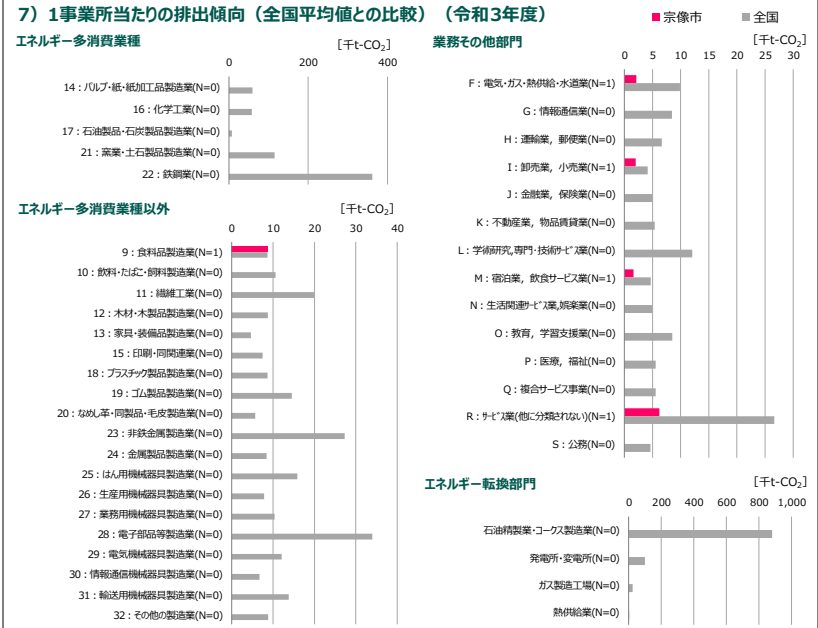 7）1事業所当たりの排出傾向（全国平均値との比較）（令和3年度）
宗像市 全国
エネルギー多消費業種
[千t-CO₂]
0 200 400
14：パルプ・紙・紙加工品製造業(N=0)
16：化学工業(N=0)
17：石油製品・石炭製品製造業(N=0)
21：窯業・土石製品製造業(N=0)
22：鉄鋼業(N=0)
エネルギー多消費業種以外
[千t-CO₂]
0 10 20 30 40
9：食料品製造業(N=1)
10：飲料・たばこ・飼料製造業(N=0)
11：繊維工業(N=0)
12：木材・木製品製造業(N=0)
13：家具・装備品製造業(N=0)
15：印刷・同関連業(N=0)
18：プラスチック製品製造業(N=0)
19：ゴム製品製造業(N=0)
20：なめし革・同製品・毛皮製造業(N=0)
23：非鉄金属製造業(N=0)
24：金属製品製造業(N=0)
25：はん用機械器具製造業(N=0)
26：生産用機械器具製造業(N=0)
27：業務用機械器具製造業(N=0)
28：電子部品等製造業(N=0)
29：電気機械器具製造業(N=0)
30：情報通信機械器具製造業(N=0)
31：輸送用機械器具製造業(N=0)
32：その他の製造業(N=0)
業務その他部門
[千t-CO₂]
0 5 10 15 20 25 30
F：電気・ガス・熱供給・水道業(N=1)
G：情報通信業(N=0)
H：運輸業，郵便業(N=0)
I：卸売業，小売業(N=1)
J：金融業，保険業(N=0)
K：不動産業，物品賃貸業(N=0)
L：学術研究,専門・技術サービス業(N=0)
M：宿泊業，飲食サービス業(N=1)
N：生活関連サービス業,娯楽業(N=0)
O：教育，学習支援業(N=0)
P：医療，福祉(N=0)
Q：複合サービス事業(N=0)
R：サービス業(他に分類されない)(N=1)
S：公務(N=0)
エネルギー転換部門
[千t-CO₂]
0 200 400 600 800 1,000
石油精製業・コークス製造業(N=0)
発電所・変電所(N=0)
ガス製造工場(N=0)
熱供給業(N=0)